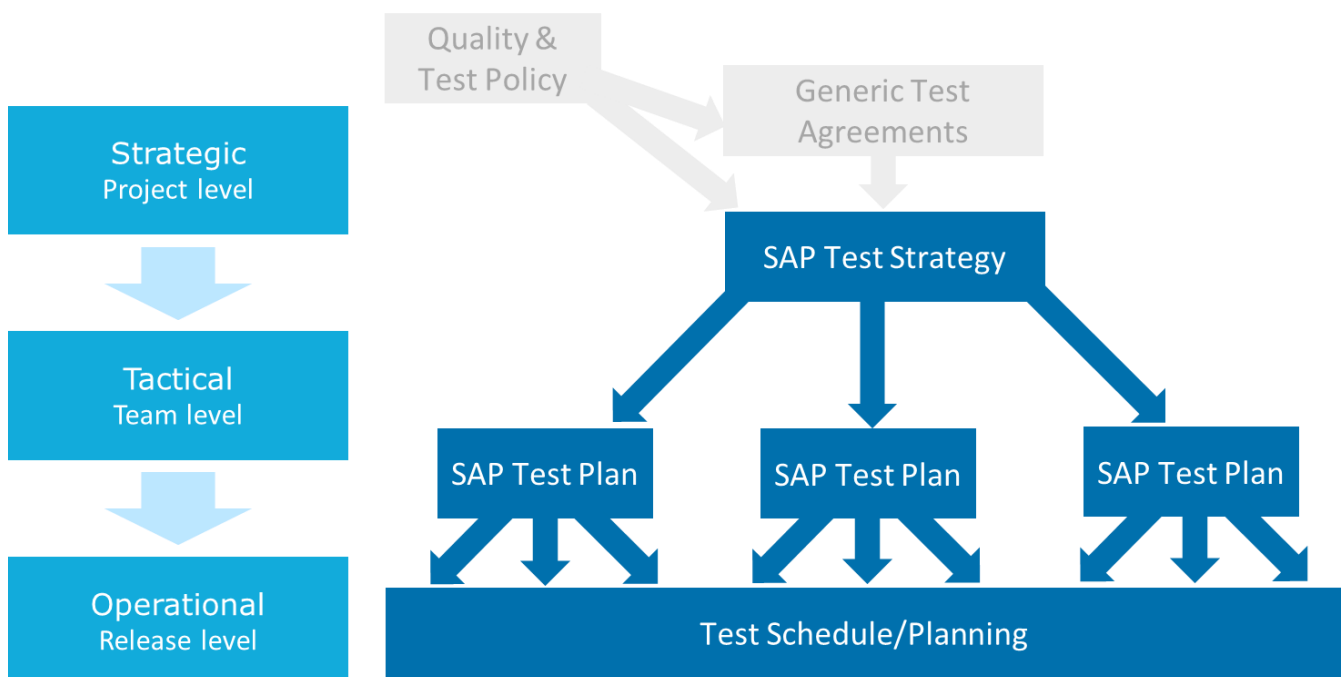 Quality &
Test Policy
Generic Test
Agreements
Strategic
Project level
SAP Test Strategy
Tactical
Team level
SAP Test Plan
SAP Test Plan
SAP Test Plan
Operational
Release level
Test Schedule/Planning